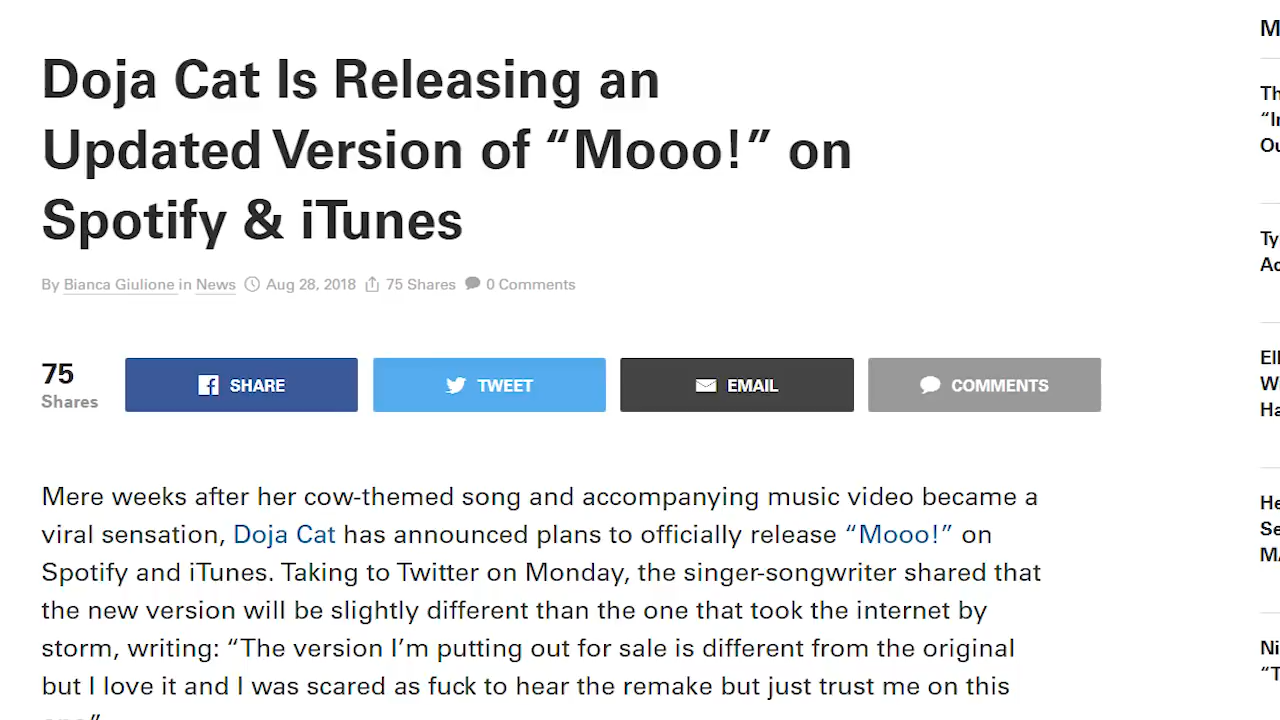 Doja Cat Is Releasing an
Updated Version of “Mooo!” on
Spotify & iTunes
By Bianca Giulione in News Aug 28, 2018 75 Shares 0 Comments
75
Shares
SHARE
TWEET
EMAIL
COMMENTS
Mere weeks after her cow-themed song and accompanying music video became a
viral sensation, Doja Cat has announced plans to officially release “Mooo!” on
Spotify and iTunes. Taking to Twitter on Monday, the singer-songwriter shared that
the new version will be slightly different than the one that took the internet by
storm, writing: “The version I’m putting out for sale is different from the original
but I love it and I was scared as fuck to hear the remake but just trust me on this